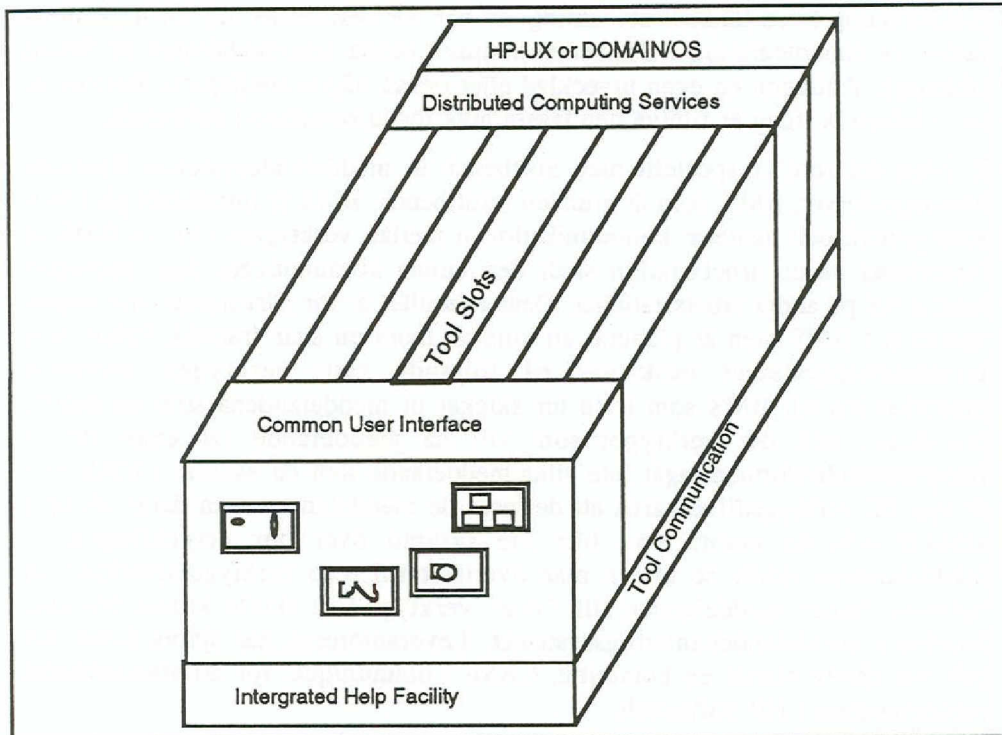 HP-UX or DOMAIN/OS
Distributed Computing Services
Tool Slots
Common User Interface
Tool Communication
Intergrated Help Facility